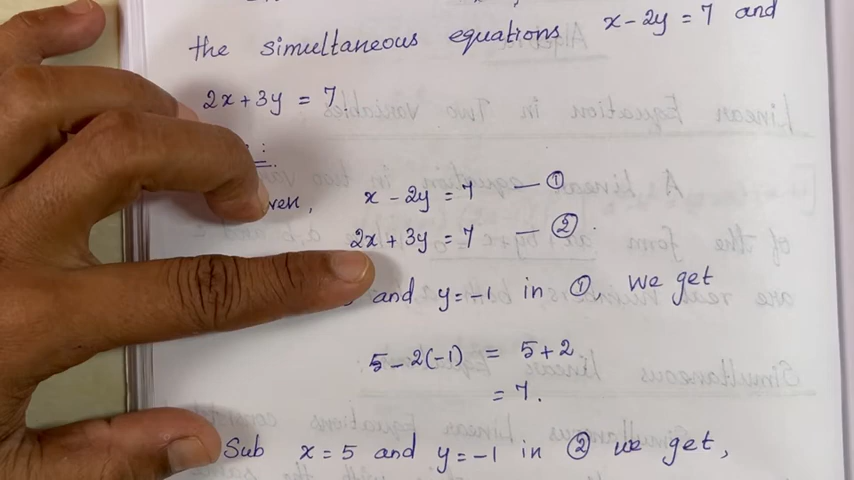 the simultaneous equations x - 2y = 7 and
2x + 3y = 7.
x - 2y = 7 — ①
2x + 3y = 7 — ②.
and y = -1 in ①, We get
5 - 2(-1) = 5 + 2
= 7.
Sub x = 5 and y = -1 in ② we get,